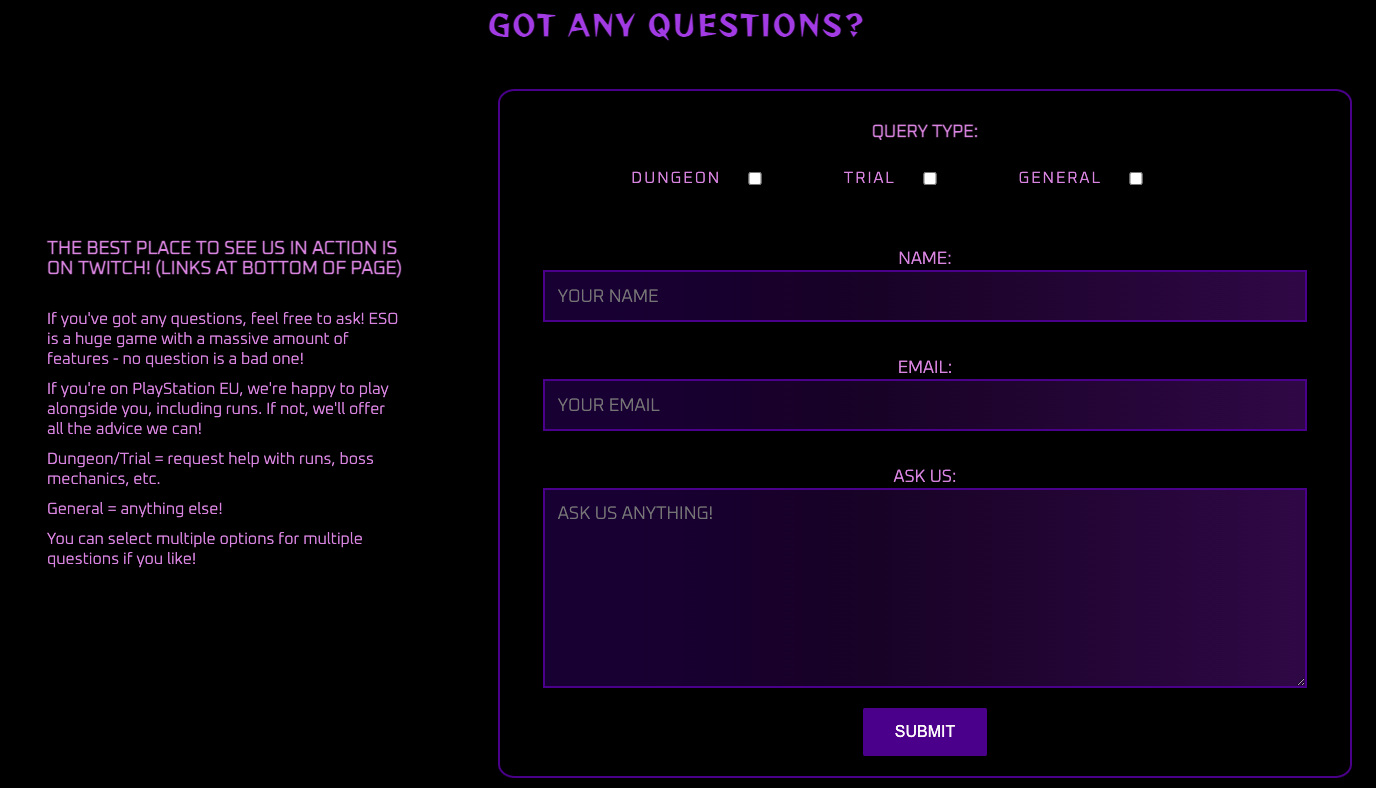 GOT ANY QUESTIONS?
THE BEST PLACE TO SEE US IN ACTION IS
ON TWITCH! (LINKS AT BOTTOM OF PAGE)
If you've got any questions, feel free to ask! ESO
is a huge game with a massive amount of
features - no question is a bad one!
If you're on PlayStation EU, we're happy to play
alongside you, including runs. If not, we'll offer
all the advice we can!
Dungeon/Trial = request help with runs, boss
mechanics, etc.
General = anything else!
You can select multiple options for multiple
questions if you like!
QUERY TYPE:
DUNGEON TRIAL GENERAL
NAME:
YOUR NAME
EMAIL:
YOUR EMAIL
ASK US:
ASK US ANYTHING!
SUBMIT